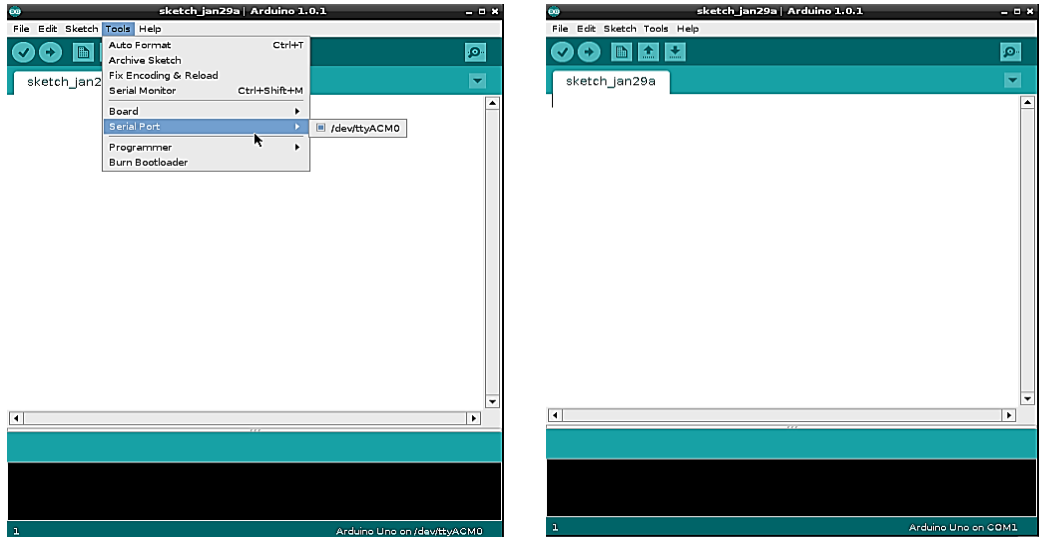 sketch_jan29a | Arduino 1.0.1
File Edit Sketch Tools Help
Auto Format Ctrl+T
Archive Sketch
Fix Encoding & Reload
Serial Monitor Ctrl+Shift+M
Board
Serial Port
/dev/ttyACM0
Programmer
Burn Bootloader
sketch_jan2
1
Arduino Uno on /dev/ttyACM0
sketch_jan29a | Arduino 1.0.1
File Edit Sketch Tools Help
sketch_jan29a
1
Arduino Uno on COM1